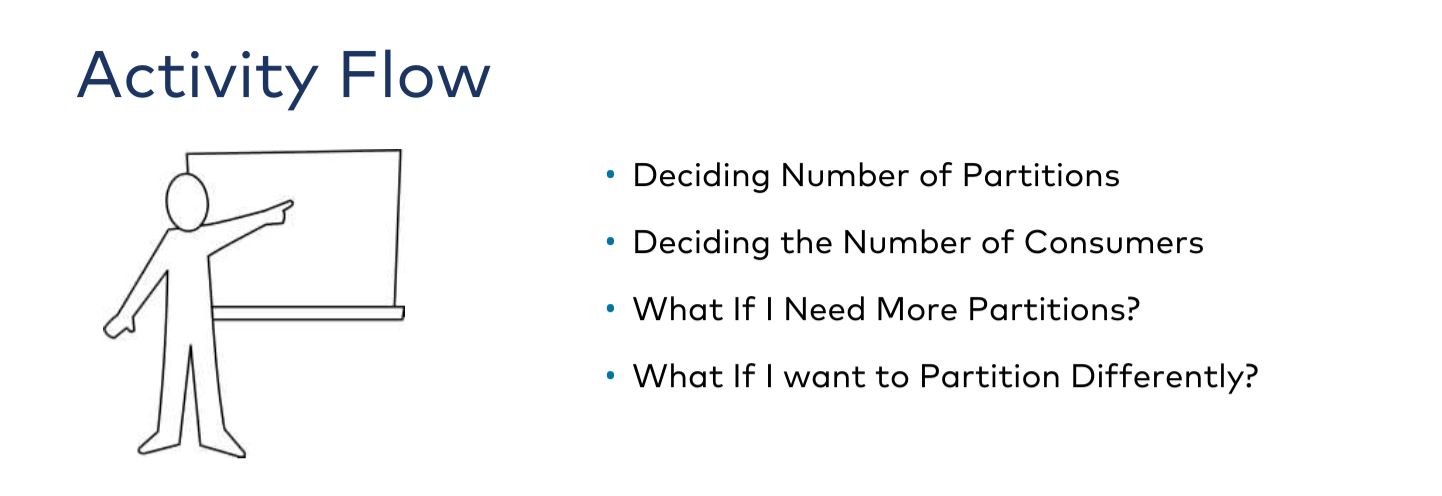 Activity Flow
• Deciding Number of Partitions
• Deciding the Number of Consumers
• What If I Need More Partitions?
• What If I want to Partition Differently?